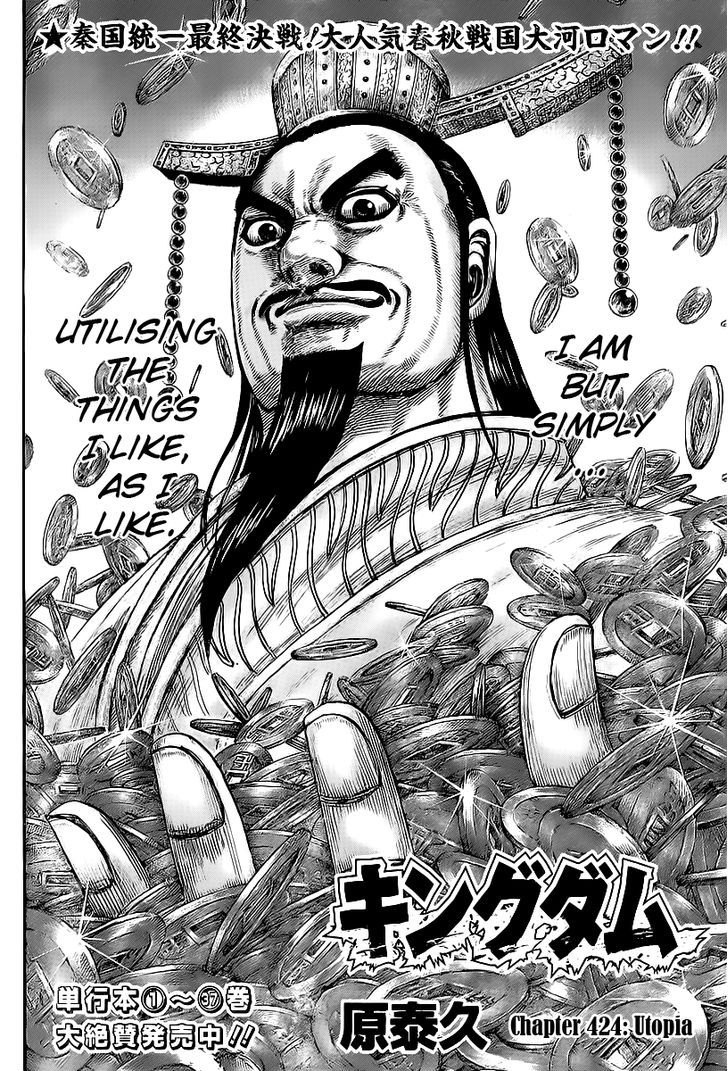 ★秦国統一最終決戦!大人気春秋戦国大河ロマン!!
I AM
BUT
SIMPLY
...
UTILISING
THE
THINGS
I LIKE,
AS I
LIKE.
キングダム
原泰久
Chapter 424: Utopia
単行本①〜㊲巻
大絶賛発売中!!